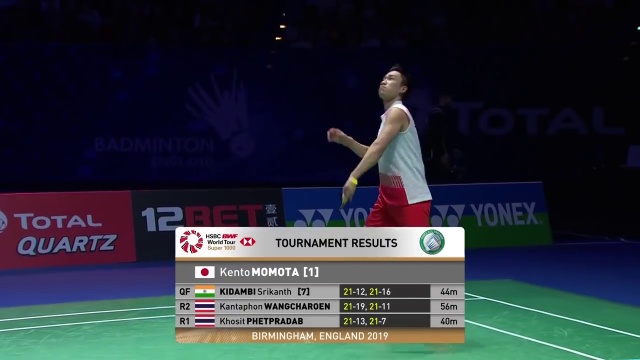 BADMINTON
ENGLAND
TOTAL
TOTAL
QUARTZ
12BET
YONEX
YONEX
HSBC BWF
World Tour
Super 1000
TOURNAMENT RESULTS
Kento MOMOTA [1]
QF KIDAMBI Srikanth [7] 21-12, 21-16 44m
R2 Kantaphon WANGCHAROEN 21-19, 21-11 56m
R1 Khosit PHETPRADAB 21-13, 21-7 40m
BIRMINGHAM, ENGLAND 2019